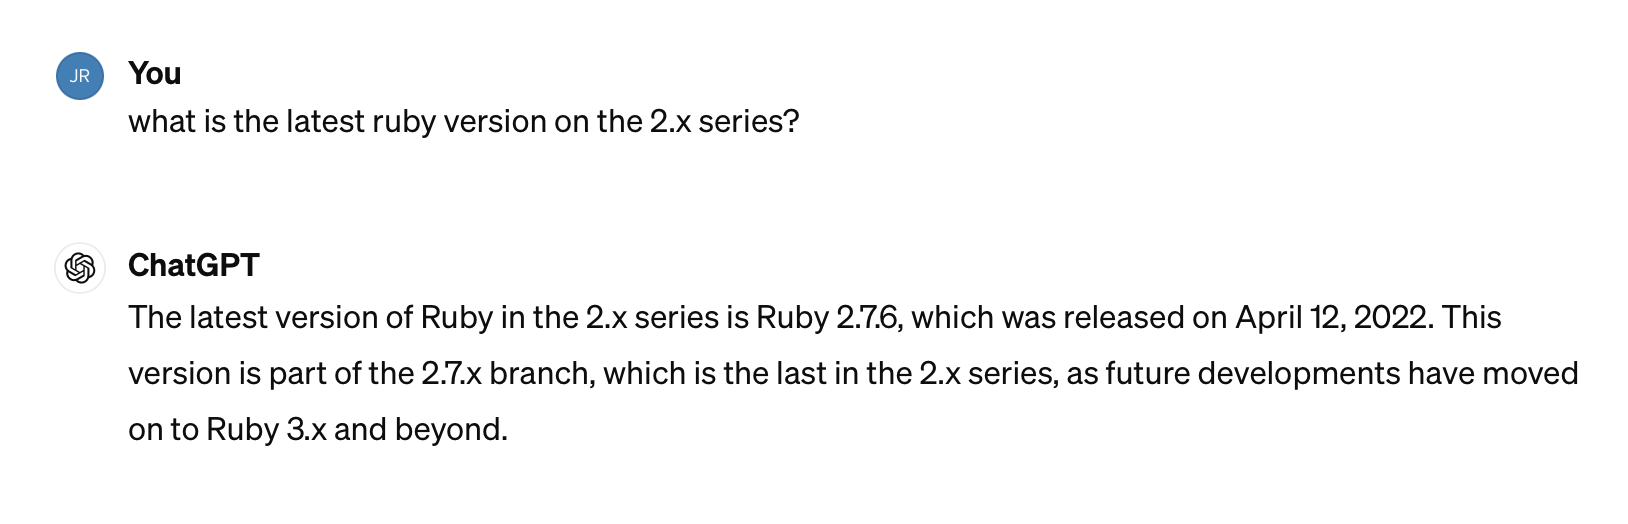 JR
You
what is the latest ruby version on the 2.x series?
ChatGPT
The latest version of Ruby in the 2.x series is Ruby 2.7.6, which was released on April 12, 2022. This
version is part of the 2.7.x branch, which is the last in the 2.x series, as future developments have moved
on to Ruby 3.x and beyond.